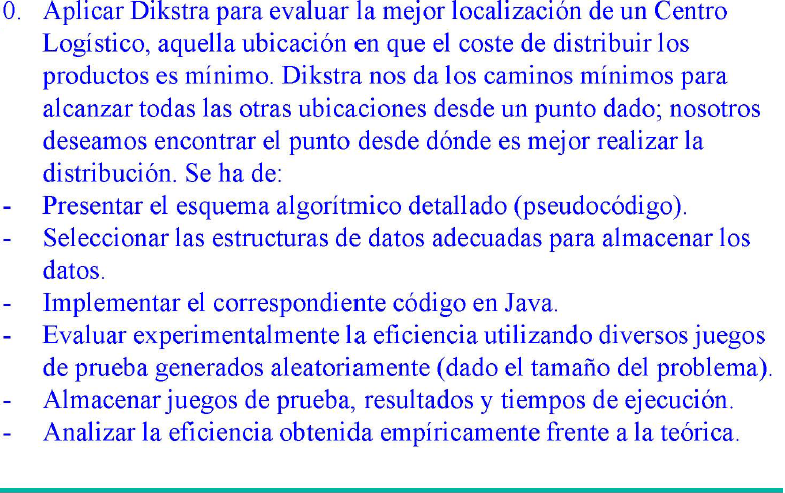 0. Aplicar Dikstra para evaluar la mejor localización de un Centro
Logístico, aquella ubicación en que el coste de distribuir los
productos es mínimo. Dikstra nos da los caminos mínimos para
alcanzar todas las otras ubicaciones desde un punto dado; nosotros
deseamos encontrar el punto desde dónde es mejor realizar la
distribución. Se ha de:
- Presentar el esquema algorítmico detallado (pseudocódigo).
- Seleccionar las estructuras de datos adecuadas para almacenar los
datos.
- Implementar el correspondiente código en Java.
- Evaluar experimentalmente la eficiencia utilizando diversos juegos
de prueba generados aleatoriamente (dado el tamaño del problema).
- Almacenar juegos de prueba, resultados y tiempos de ejecución.
- Analizar la eficiencia obtenida empíricamente frente a la teórica.